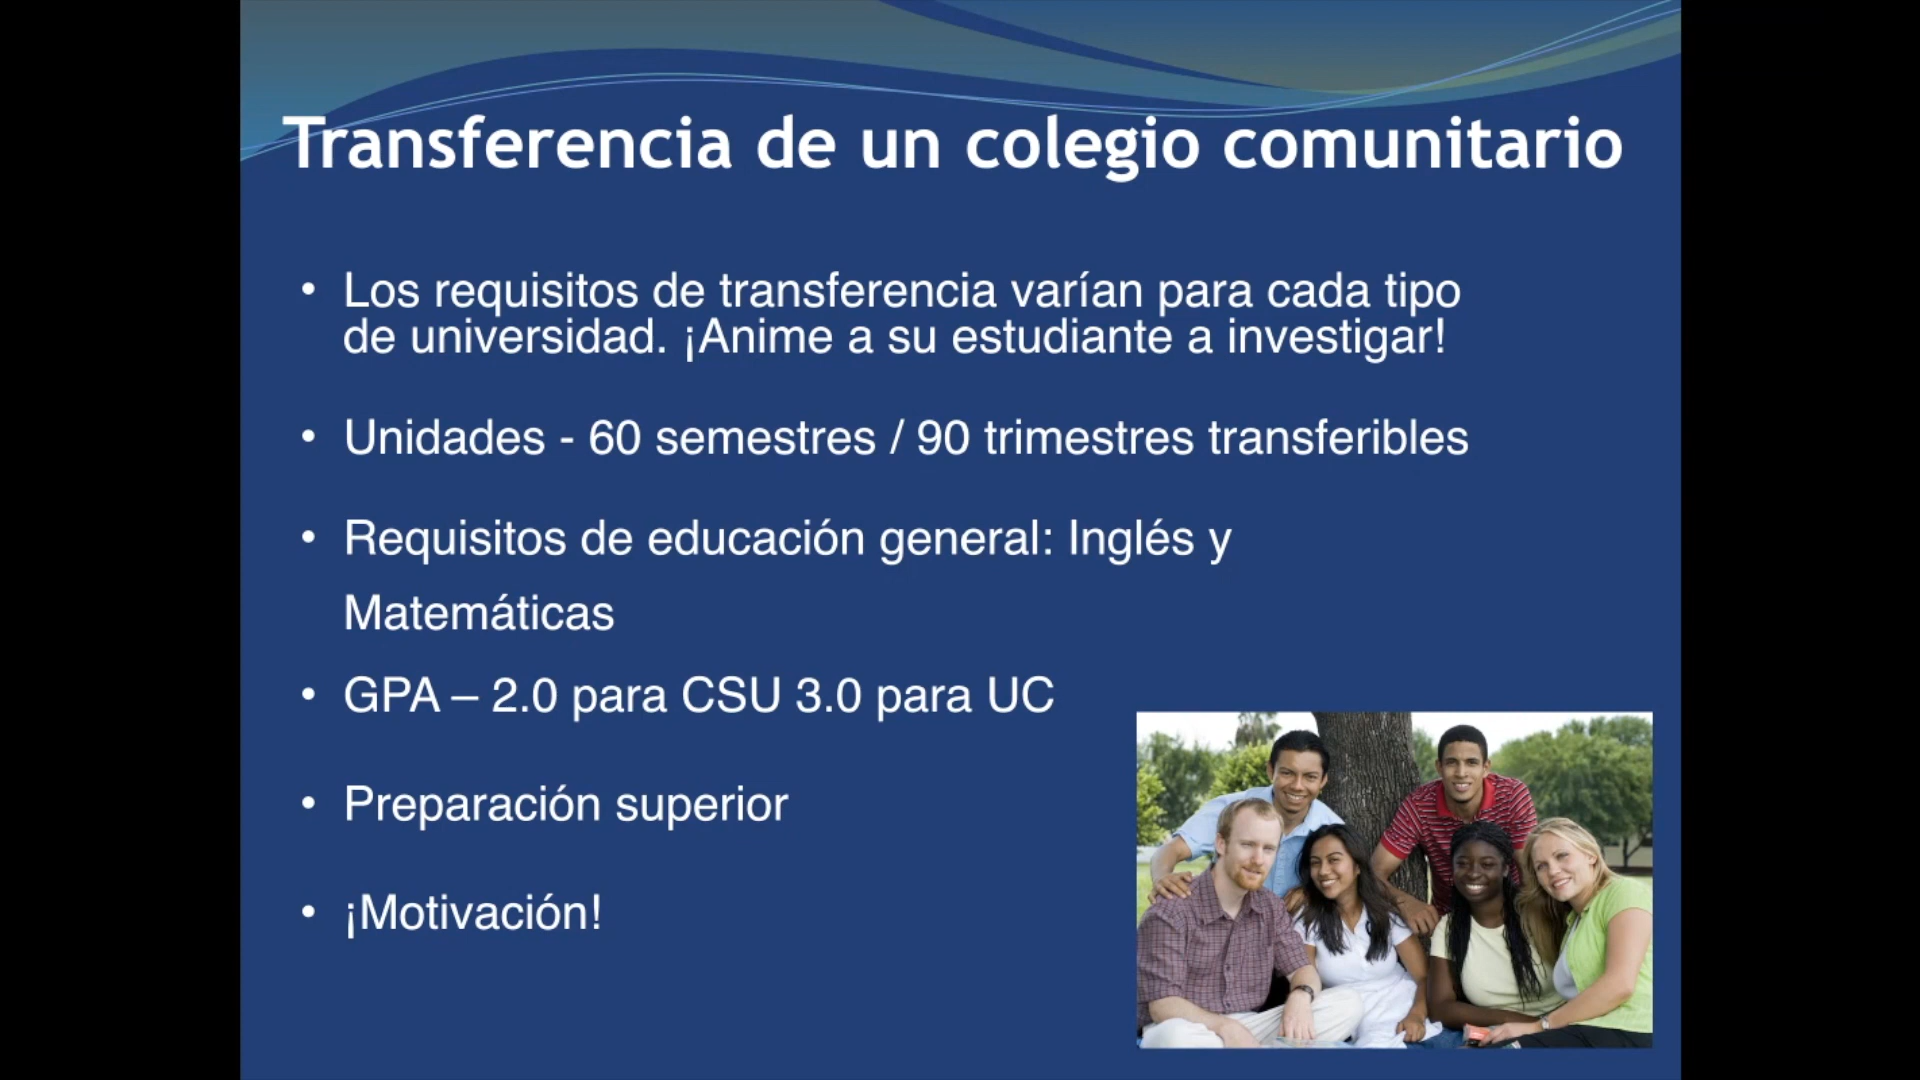 Transferencia de un colegio comunitario
• Los requisitos de transferencia varían para cada tipo
de universidad. ¡Anime a su estudiante a investigar!
• Unidades - 60 semestres / 90 trimestres transferibles
• Requisitos de educación general: Inglés y
Matemáticas
• GPA – 2.0 para CSU 3.0 para UC
• Preparación superior
• ¡Motivación!